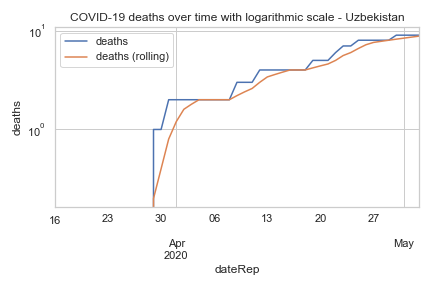 COVID-19 deaths over time with logarithmic scale - Uzbekistan
10¹
deaths
deaths (rolling)
deaths
10⁰
16 23 30 06 13 20 27
Apr May
2020
dateRep